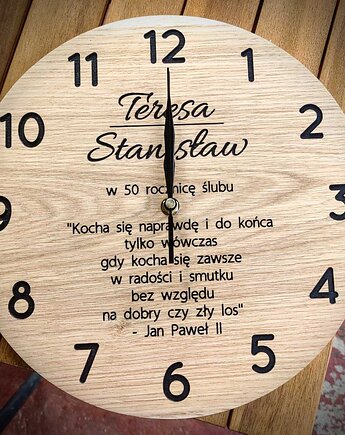 12
11
1
10
2
9
3
8
4
7
5
6
Teresa
Stanisław
w 50 rocznicę ślubu
"Kocha się naprawdę i do końca
tylko wówczas
gdy kocha się zawsze
w radości i smutku
bez względu
na dobry czy zły los"
- Jan Paweł II